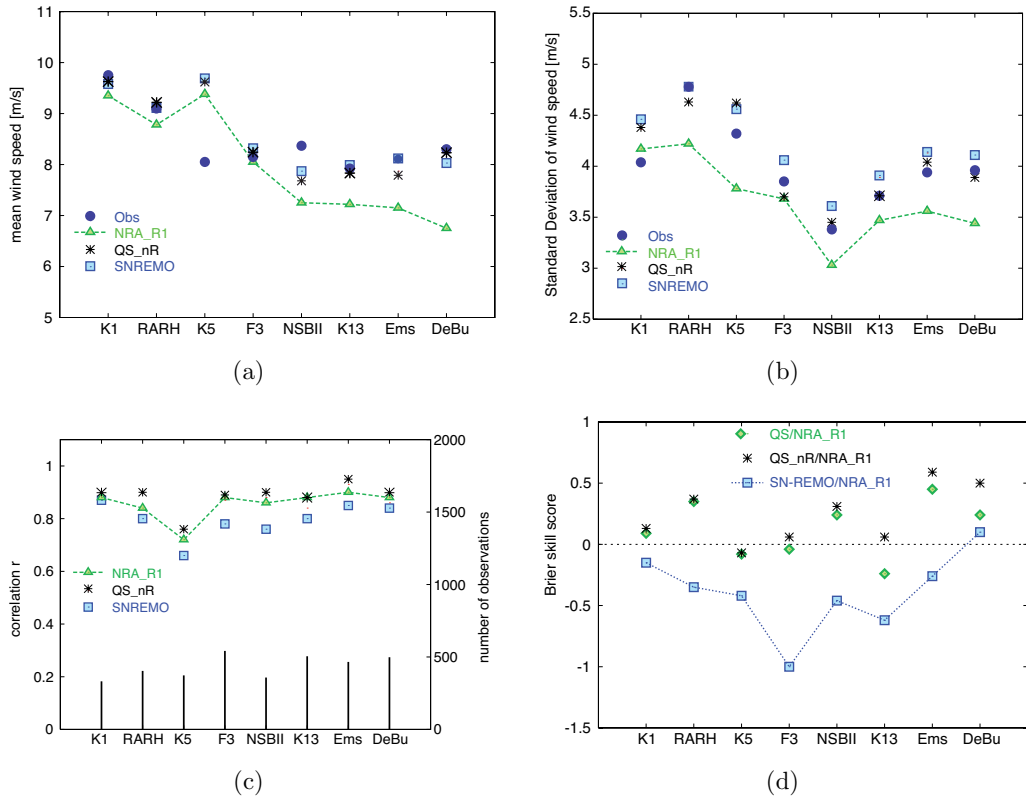 mean wind speed [m/s]
11
10
9
8
7
6
5
Obs
NRA_R1
QS_nR
SNREMO
K1 RARH K5 F3 NSBII K13 Ems DeBu
(a)
Standard Deviation of wind speed [m/s]
5.5
5
4.5
4
3.5
3
2.5
Obs
NRA_R1
QS_nR
SNREMO
K1 RARH K5 F3 NSBII K13 Ems DeBu
(b)
correlation r
1
0.8
0.6
0.4
0.2
0
NRA_R1
QS_nR
SNREMO
2000
1500
1000
500
0
number of observations
K1 RARH K5 F3 NSBII K13 Ems DeBu
(c)
Brier skill score
1
0.5
0
-0.5
-1
-1.5
QS/NRA_R1
QS_nR/NRA_R1
SN-REMO/NRA_R1
K1 RARH K5 F3 NSBII K13 Ems DeBu
(d)